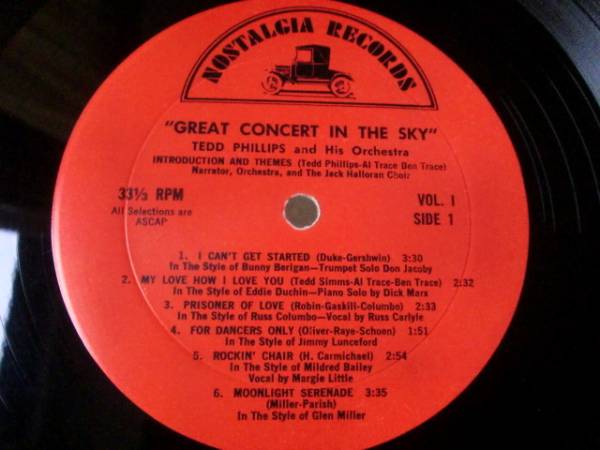 NOSTALGIA RECORDS
"GREAT CONCERT IN THE SKY"
TEDD PHILLIPS and His Orchestra
INTRODUCTION AND THEMES (Tedd Phillips-Al Trace Ben Trace)
Narrator, Orchestra, and The Jack Halloran Choir
33⅓ RPM
All Selections are
ASCAP
VOL. I
SIDE 1
1. I CAN'T GET STARTED (Duke-Gershwin) 3:30
In The Style of Bunny Berigan—Trumpet Solo Don Jacoby
2. MY LOVE HOW I LOVE YOU (Tedd Simms-Al Trace-Ben Trace) 2:32
In The Style of Eddie Duchin—Piano Solo by Dick Marx
3. PRISONER OF LOVE (Robin-Gaskill-Columbo) 2:33
In The Style of Russ Columbo—Vocal by Russ Carlyle
4. FOR DANCERS ONLY (Oliver-Raye-Schoen) 1:51
In The Style of Jimmy Lunceford
5. ROCKIN' CHAIR (H. Carmichael) 2:54
In The Style of Mildred Bailey
Vocal by Margie Little
6. MOONLIGHT SERENADE 3:35
(Miller-Parish)
In The Style of Glen Miller